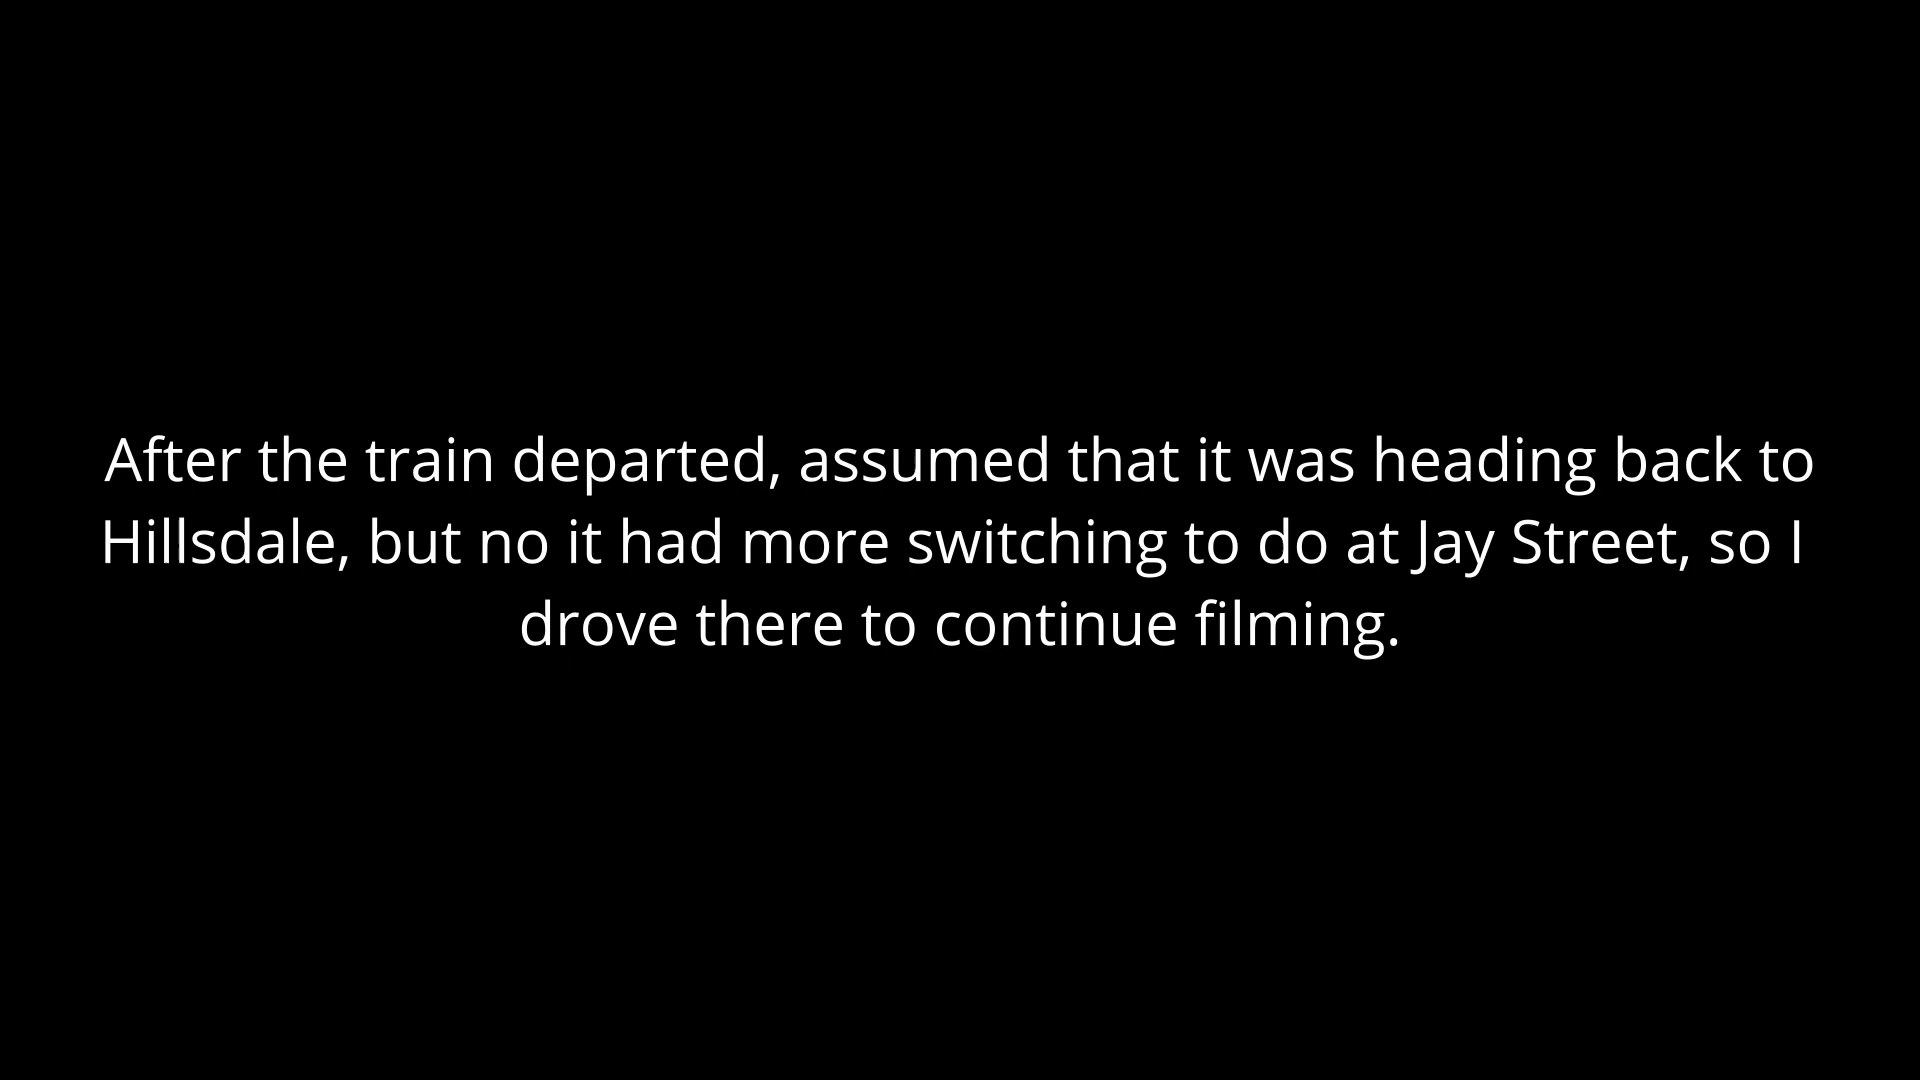 After the train departed, assumed that it was heading back to
Hillsdale, but no it had more switching to do at Jay Street, so I
drove there to continue filming.